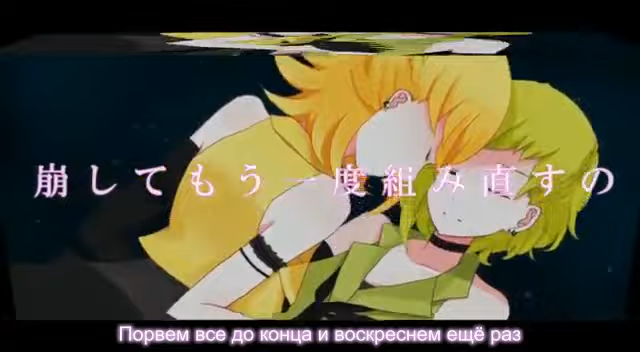 崩してもう一度組み直すの
Порвем все до конца и воскреснем ещё раз